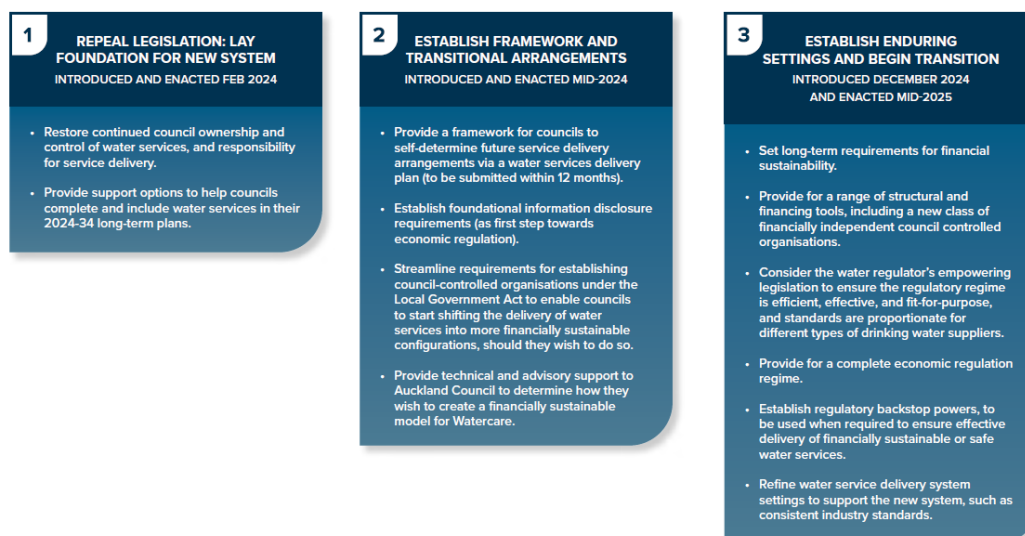 1
REPEAL LEGISLATION: LAY
FOUNDATION FOR NEW SYSTEM
INTRODUCED AND ENACTED FEB 2024
• Restore continued council ownership and
control of water services, and responsibility
for service delivery.
• Provide support options to help councils
complete and include water services in their
2024-34 long-term plans.
2
ESTABLISH FRAMEWORK AND
TRANSITIONAL ARRANGEMENTS
INTRODUCED AND ENACTED MID-2024
• Provide a framework for councils to
self-determine future service delivery
arrangements via a water services delivery
plan (to be submitted within 12 months).
• Establish foundational information disclosure
requirements (as first step towards
economic regulation).
• Streamline requirements for establishing
council-controlled organisations under the
Local Government Act to enable councils
to start shifting the delivery of water
services into more financially sustainable
configurations, should they wish to do so.
• Provide technical and advisory support to
Auckland Council to determine how they
wish to create a financially sustainable
model for Watercare.
3
ESTABLISH ENDURING
SETTINGS AND BEGIN TRANSITION
INTRODUCED DECEMBER 2024
AND ENACTED MID-2025
• Set long-term requirements for financial
sustainability.
• Provide for a range of structural and
financing tools, including a new class of
financially independent council controlled
organisations.
• Consider the water regulator's empowering
legislation to ensure the regulatory regime
is efficient, effective, and fit-for-purpose,
and standards are proportionate for
different types of drinking water suppliers.
• Provide for a complete economic regulation
regime.
• Establish regulatory backstop powers, to
be used when required to ensure effective
delivery of financially sustainable or safe
water services.
• Refine water service delivery system
settings to support the new system, such as
consistent industry standards.